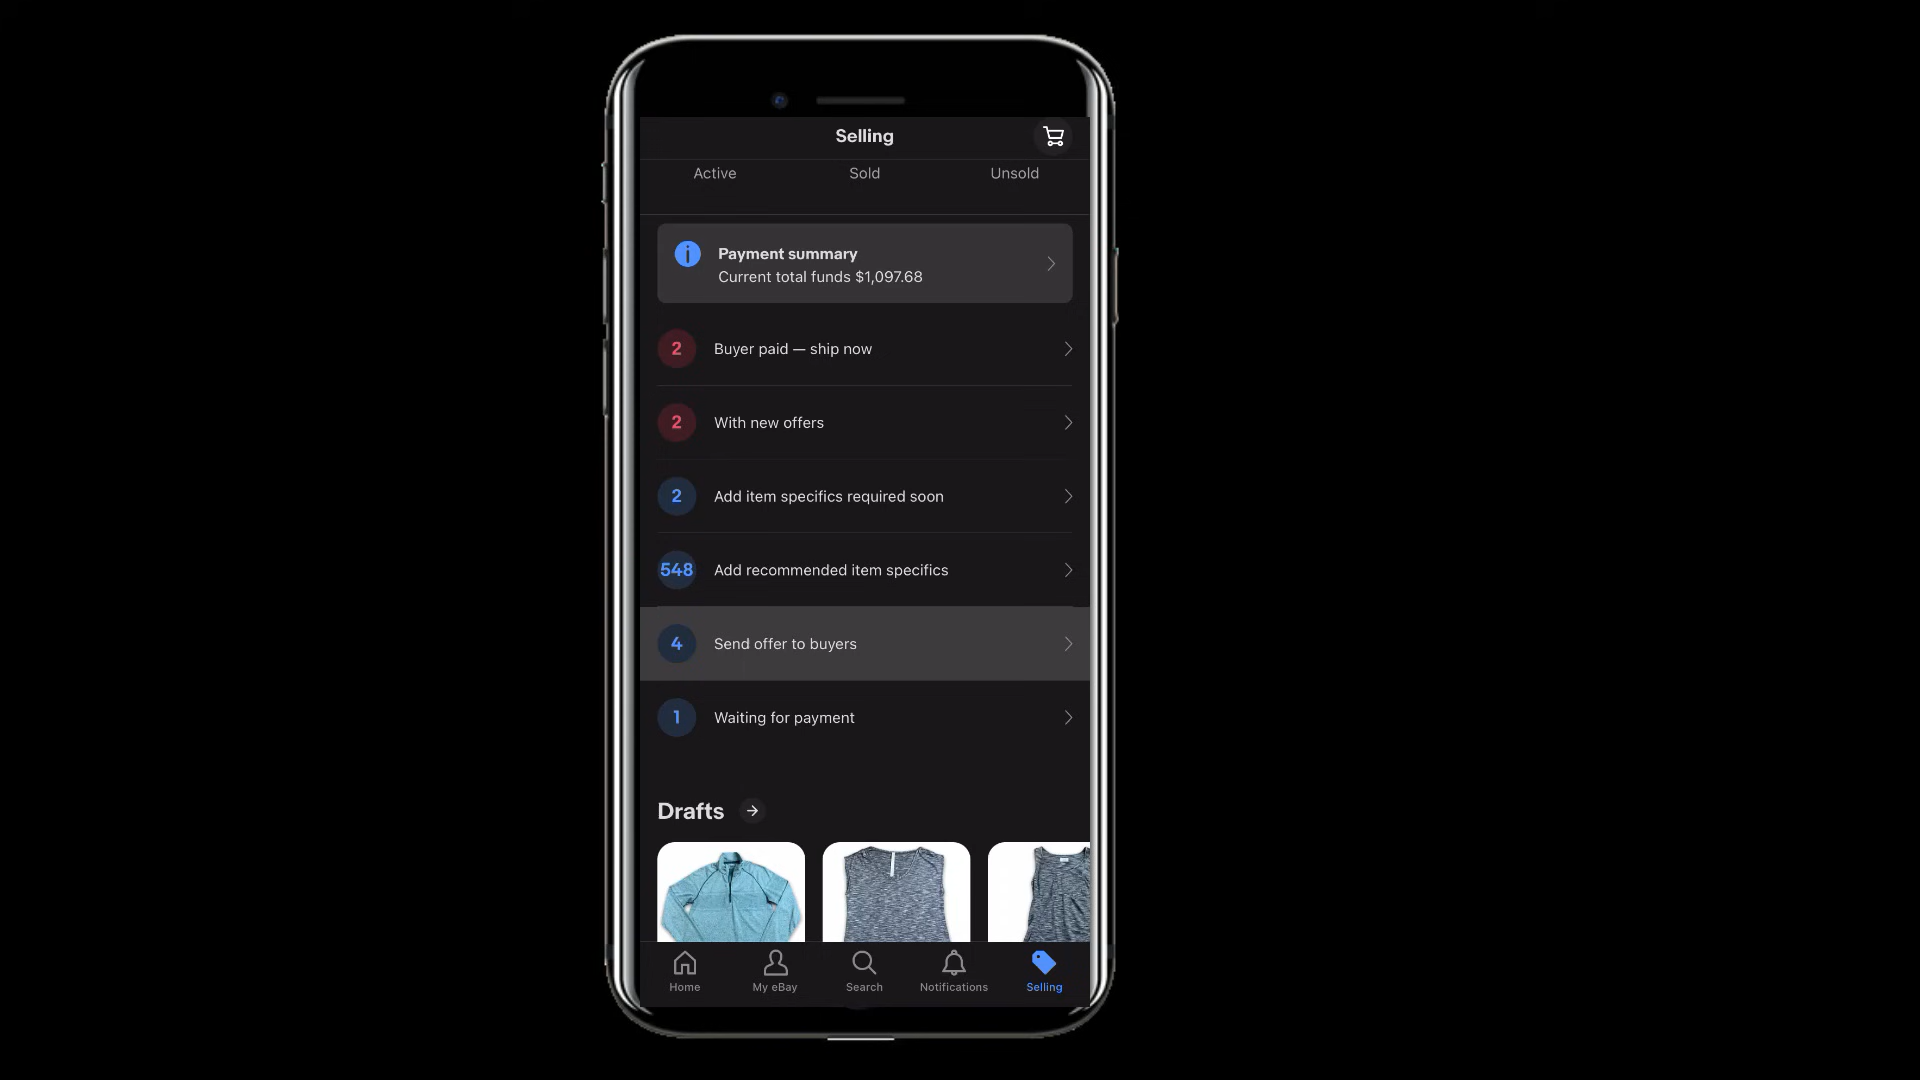 Selling
Active Sold Unsold
Payment summary
Current total funds $1,097.68
2 Buyer paid — ship now
2 With new offers
2 Add item specifics required soon
548 Add recommended item specifics
4 Send offer to buyers
1 Waiting for payment
Drafts
Home My eBay Search Notifications Selling